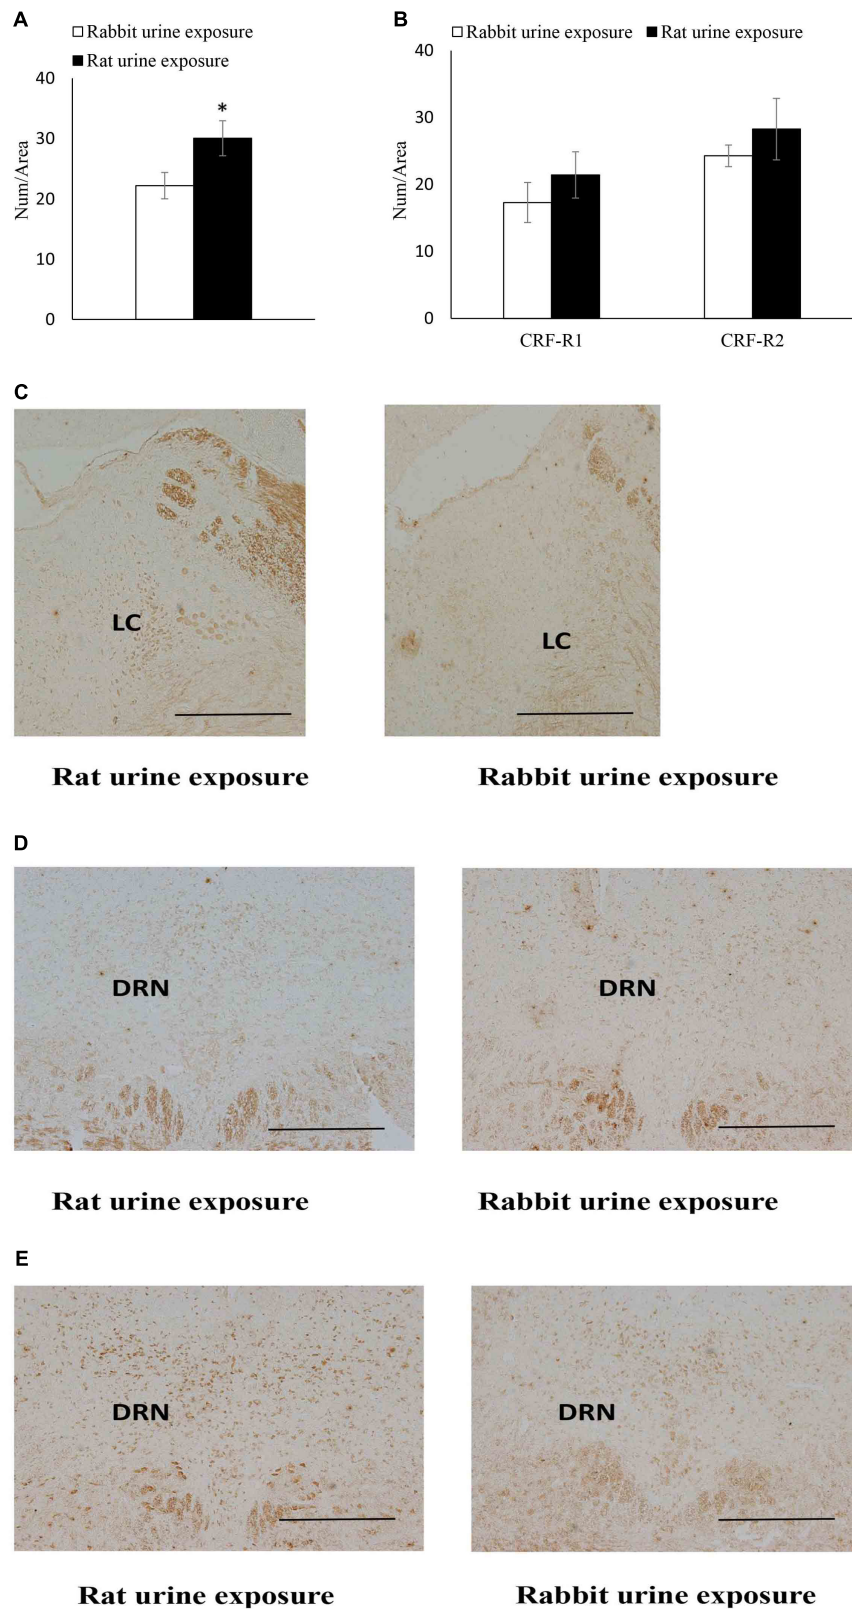 A
Rabbit urine exposure
Rat urine exposure
40
30
20
10
0
Num/Area
*
B
Rabbit urine exposure Rat urine exposure
40
30
20
10
0
Num/Area
CRF-R1 CRF-R2
C
LC
LC
Rat urine exposure Rabbit urine exposure
D
DRN DRN
Rat urine exposure Rabbit urine exposure
E
DRN DRN
Rat urine exposure Rabbit urine exposure